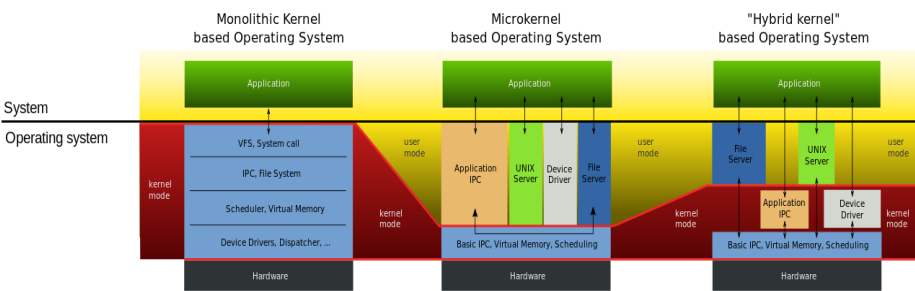 Monolithic Kernel
based Operating System
Microkernel
based Operating System
"Hybrid kernel"
based Operating System
Application
Application
Application
System
Operating system
VFS, System call
IPC, File System
Scheduler, Virtual Memory
Device Drivers, Dispatcher, ...
Hardware
kernel
mode
user
mode
kernel
mode
Application
IPC
UNIX
Server
Device
Driver
File
Server
Basic IPC, Virtual Memory, Scheduling
Hardware
user
mode
kernel
mode
File
Server
UNIX
Server
user
mode
Application
IPC
Device
Driver
kernel
mode
Basic IPC, Virtual Memory, Scheduling
Hardware